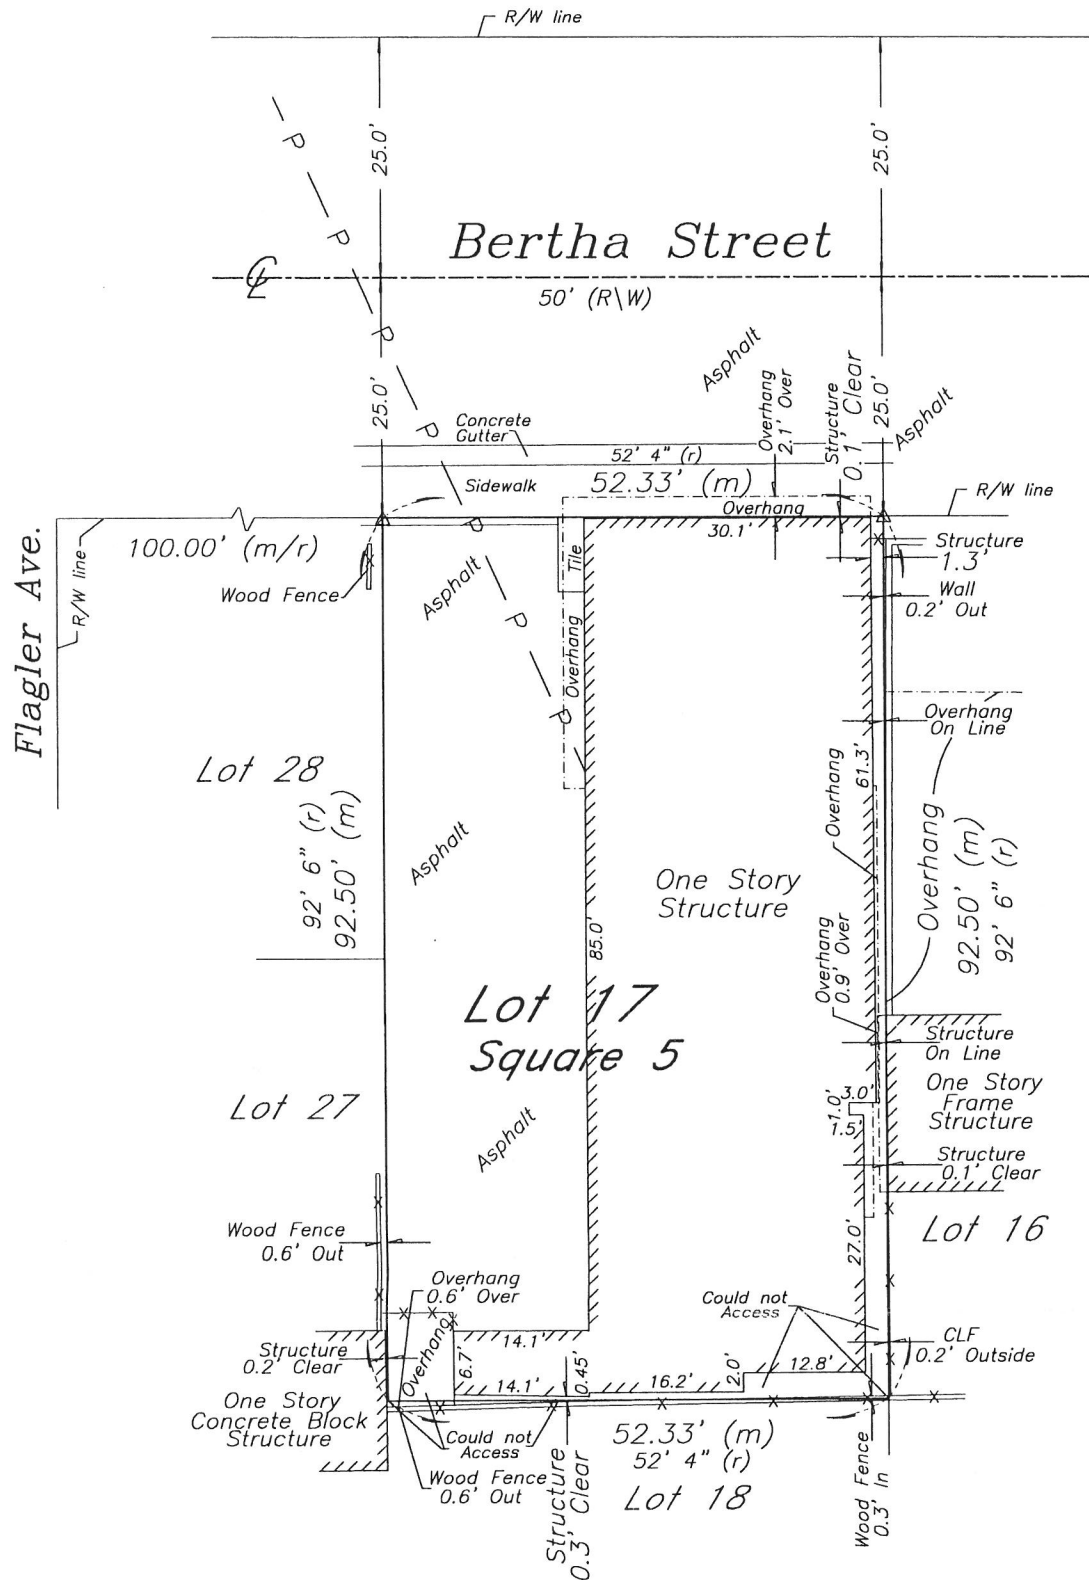 R/W line
25.0'
25.0'
P
P
P
P
P
P
P
Bertha Street
C
L
50' (R\W)
25.0'
25.0'
Asphalt
Asphalt
Overhang
2.1' Over
Structure
0.1' Clear
Concrete
Gutter
52' 4" (r)
52.33' (m)
Sidewalk
Overhang
30.1'
R/W line
Flagler Ave.
R/W line
100.00' (m/r)
Wood Fence
Asphalt
Tile
Overhang
Structure
1.3'
Wall
0.2' Out
Overhang
On Line
Lot 28
92' 6" (r)
92.50' (m)
Asphalt
85.0'
One Story
Structure
61.3'
Overhang
Overhang
0.9' Over
Overhang
92.50' (m)
92' 6" (r)
Lot 17
Square 5
Structure
On Line
One Story
Frame
Structure
3.0'
1.0'
1.5'
Lot 27
Asphalt
Structure
0.1' Clear
Lot 16
Wood Fence
0.6' Out
27.0'
Overhang
0.6' Over
Could not
Access
Structure
0.2' Clear
Overhang
6.7'
14.1'
14.1'
0.45'
16.2'
2.0'
12.8'
CLF
0.2' Outside
One Story
Concrete Block
Structure
Could not
Access
Wood Fence
0.6' Out
52.33' (m)
52' 4" (r)
Structure
0.3' Clear
Lot 18
Wood Fence
0.3' In